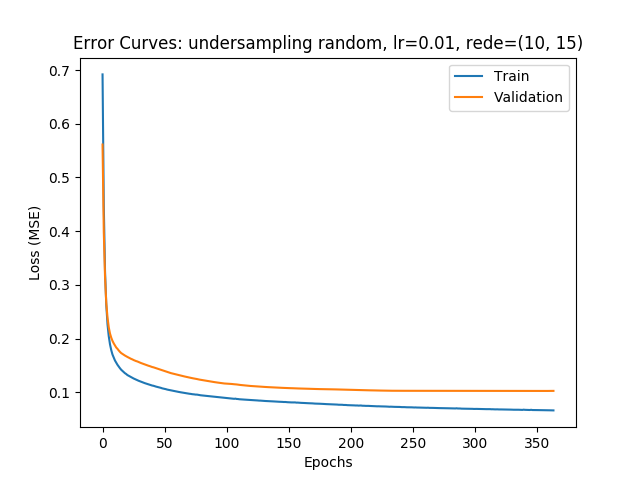 Error Curves: undersampling random, lr=0.01, rede=(10, 15)
Train
Validation
Loss (MSE)
0.7
0.6
0.5
0.4
0.3
0.2
0.1
0 50 100 150 200 250 300 350
Epochs